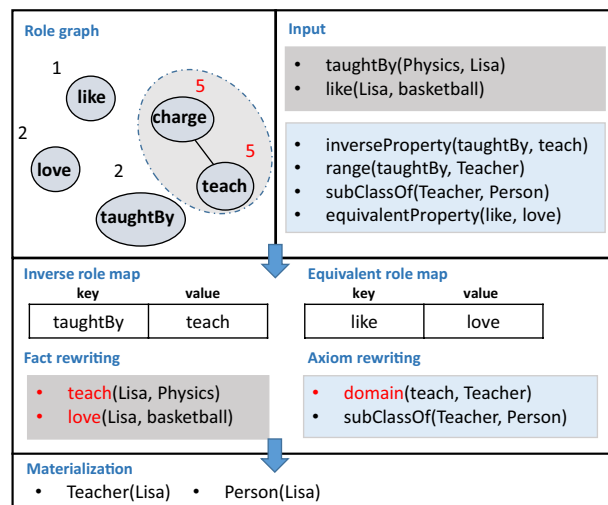 Role graph
1
like
5
charge
2
love
2
5
teach
taughtBy
Input
• taughtBy(Physics, Lisa)
• like(Lisa, basketball)
• inverseProperty(taughtBy, teach)
• range(taughtBy, Teacher)
• subClassOf(Teacher, Person)
• equivalentProperty(like, love)
Inverse role map
key value
taughtBy teach
Equivalent role map
key value
like love
Fact rewriting
• teach(Lisa, Physics)
• love(Lisa, basketball)
Axiom rewriting
• domain(teach, Teacher)
• subClassOf(Teacher, Person)
Materialization
• Teacher(Lisa) • Person(Lisa)